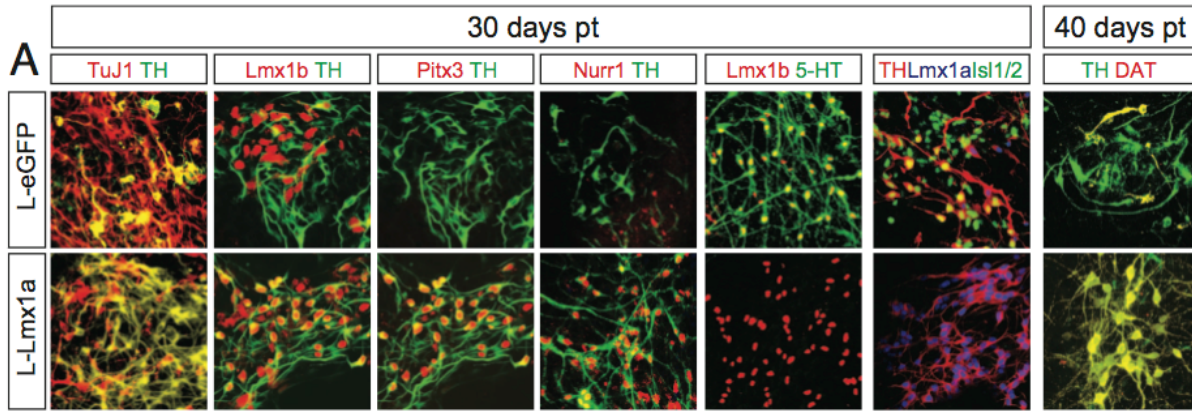 A
30 days pt
40 days pt
TuJ1 TH
Lmx1b TH
Pitx3 TH
Nurr1 TH
Lmx1b 5-HT
THLmx1aIsl1/2
TH DAT
L-eGFP
L-Lmx1a